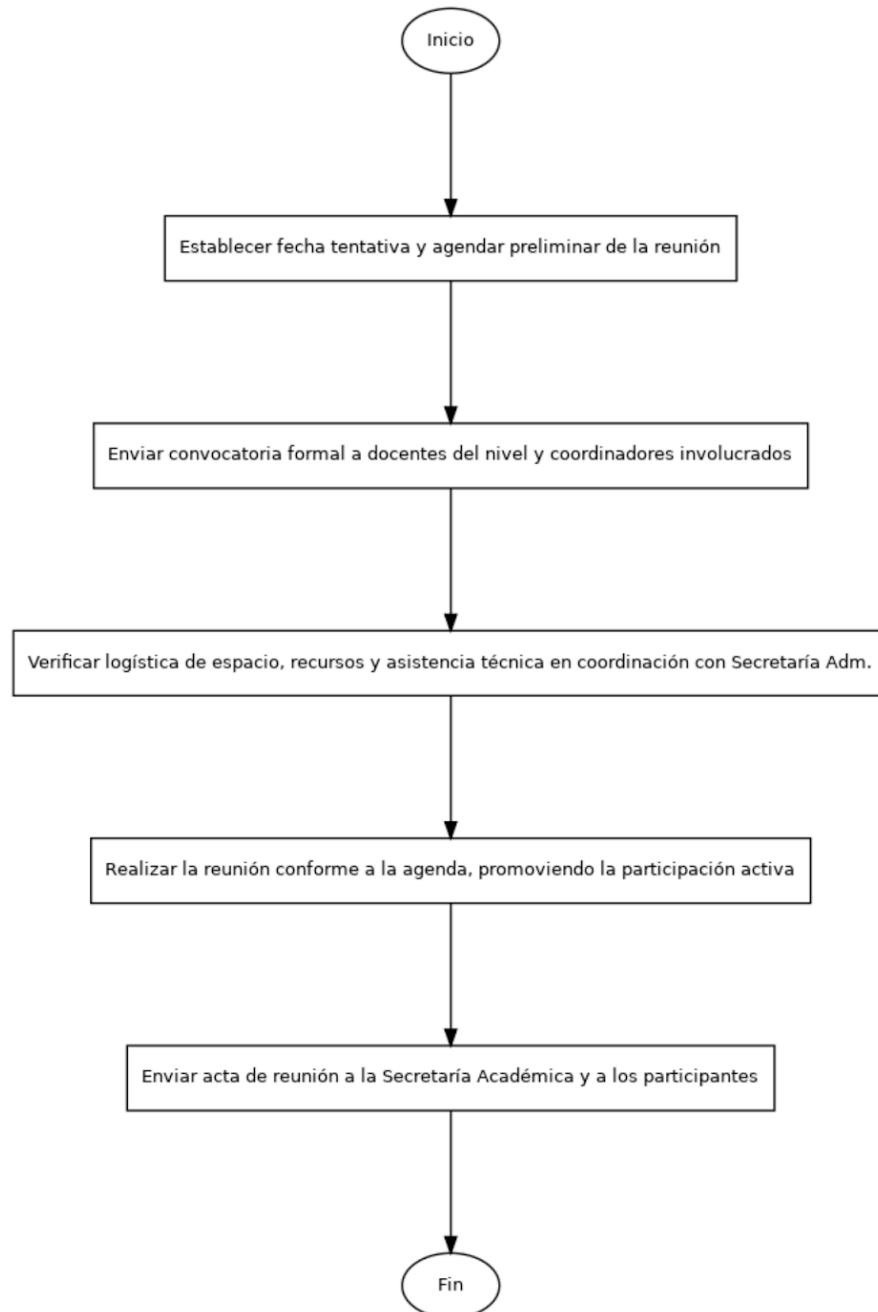 Inicio
Establecer fecha tentativa y agendar preliminar de la reunión
Enviar convocatoria formal a docentes del nivel y coordinadores involucrados
Verificar logística de espacio, recursos y asistencia técnica en coordinación con Secretaría Adm.
Realizar la reunión conforme a la agenda, promoviendo la participación activa
Enviar acta de reunión a la Secretaría Académica y a los participantes
Fin